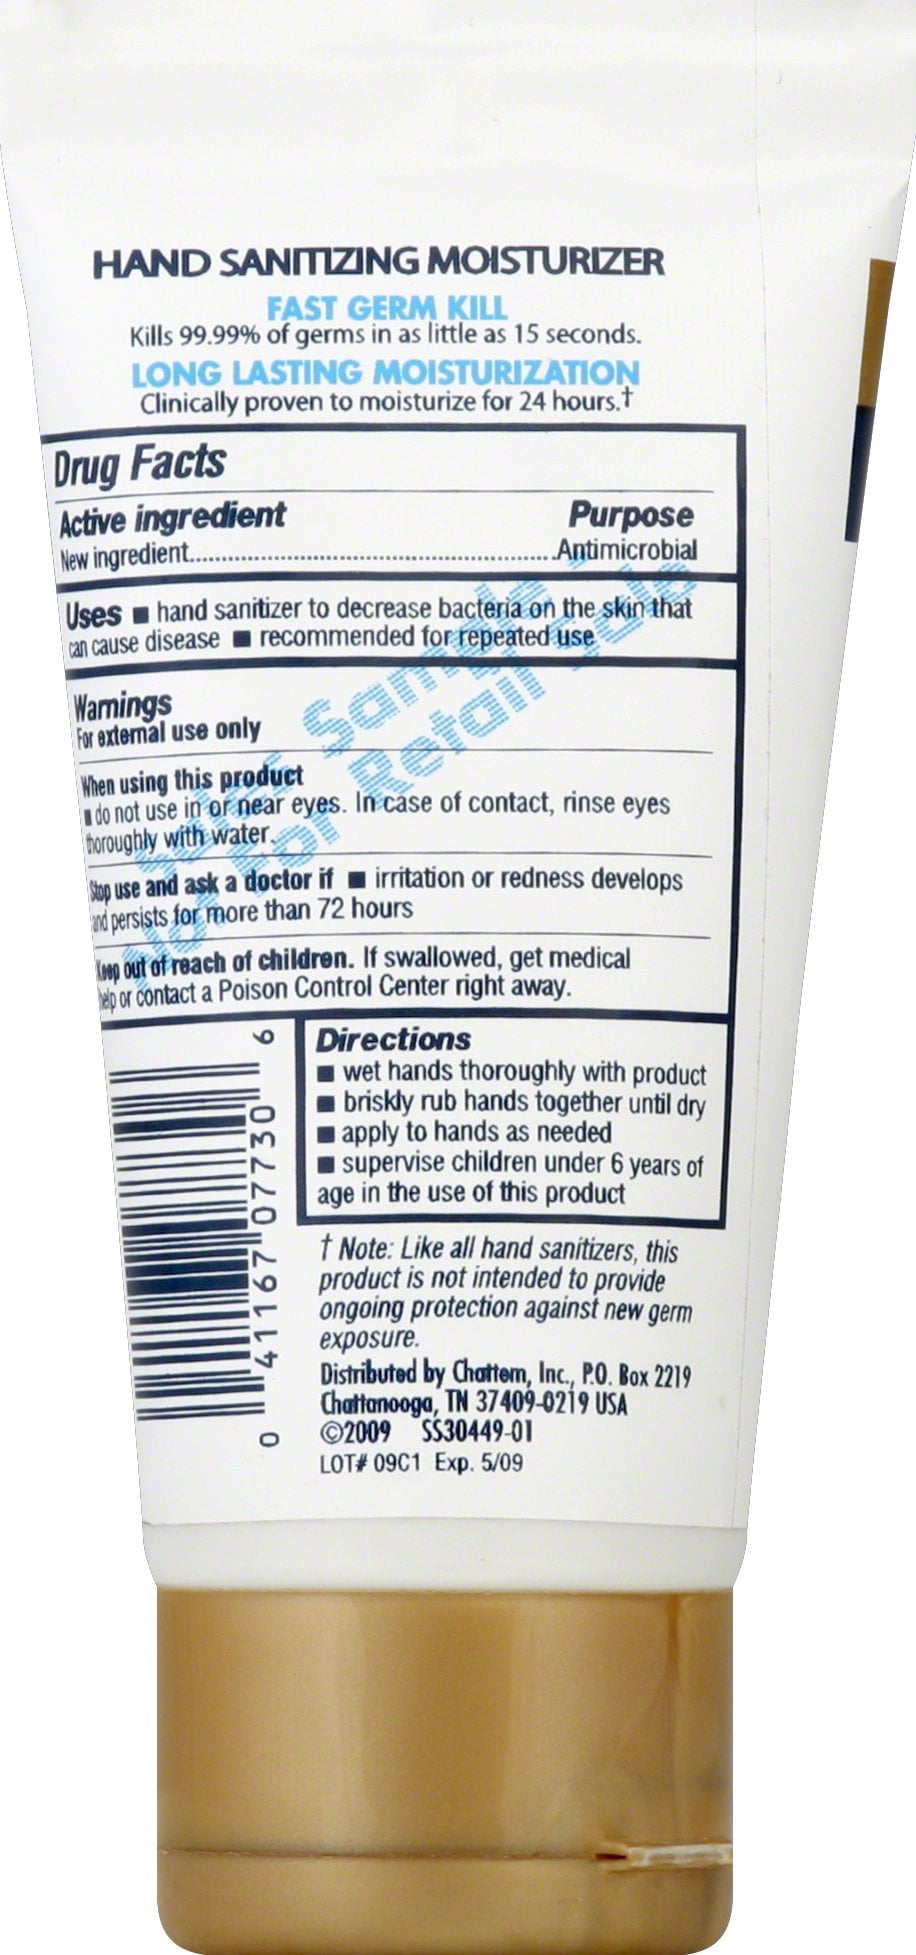 HAND SANITIZING MOISTURIZER
FAST GERM KILL
Kills 99.99% of germs in as little as 15 seconds.
LONG LASTING MOISTURIZATION
Clinically proven to moisturize for 24 hours.†
Drug Facts
Active ingredient Purpose
New ingredient........................................................Antimicrobial
Uses ■ hand sanitizer to decrease bacteria on the skin that
can cause disease ■ recommended for repeated use
Warnings
For external use only
When using this product
■ do not use in or near eyes. In case of contact, rinse eyes
thoroughly with water.
Stop use and ask a doctor if ■ irritation or redness develops
and persists for more than 72 hours
Keep out of reach of children. If swallowed, get medical
help or contact a Poison Control Center right away.
Sales Sample -
Not For Retail Sale
Directions
■ wet hands thoroughly with product
■ briskly rub hands together until dry
■ apply to hands as needed
■ supervise children under 6 years of
age in the use of this product
0 41167 07730 6
† Note: Like all hand sanitizers, this
product is not intended to provide
ongoing protection against new germ
exposure.
Distributed by Chattem, Inc., P.O. Box 2219
Chattanooga, TN 37409-0219 USA
©2009 SS30449-01
LOT# 09C1 Exp. 5/09